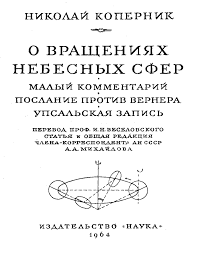 НИКОЛАЙ КОПЕРНИК
О ВРАЩЕНИЯХ
НЕБЕСНЫХ СФЕР
МАЛЫЙ КОММЕНТАРИЙ
ПОСЛАНИЕ ПРОТИВ ВЕРНЕРА
УПСАЛЬСКАЯ ЗАПИСЬ
ПЕРЕВОД ПРОФ. И.Н. ВЕСЕЛОВСКОГО
СТАТЬЯ и ОБЩАЯ РЕДАКЦИЯ
ЧЛЕНА-КОРРЕСПОНДЕНТА АН СССР
А.А. МИХАЙЛОВА
ИЗДАТЕЛЬСТВО «НАУКА»
1964